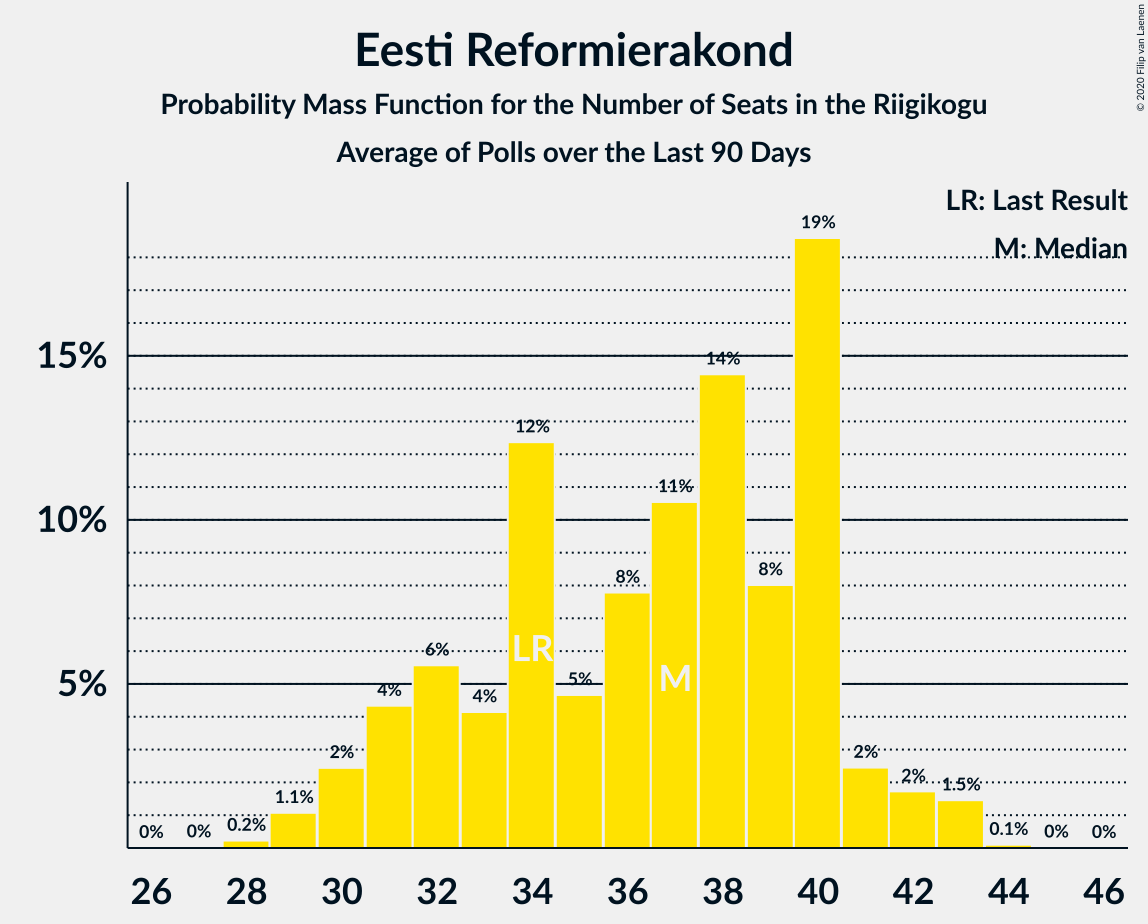 Eesti Reformierakond
Probability Mass Function for the Number of Seats in the Riigikogu
Average of Polls over the Last 90 Days
© 2020 Filip van Laenen
LR: Last Result
M: Median
15%
10%
5%
0%
0%
0.2%
1.1%
2%
4%
6%
4%
12%
5%
8%
11%
14%
8%
19%
2%
2%
1.5%
0.1%
0%
0%
LR
M
26 28 30 32 34 36 38 40 42 44 46